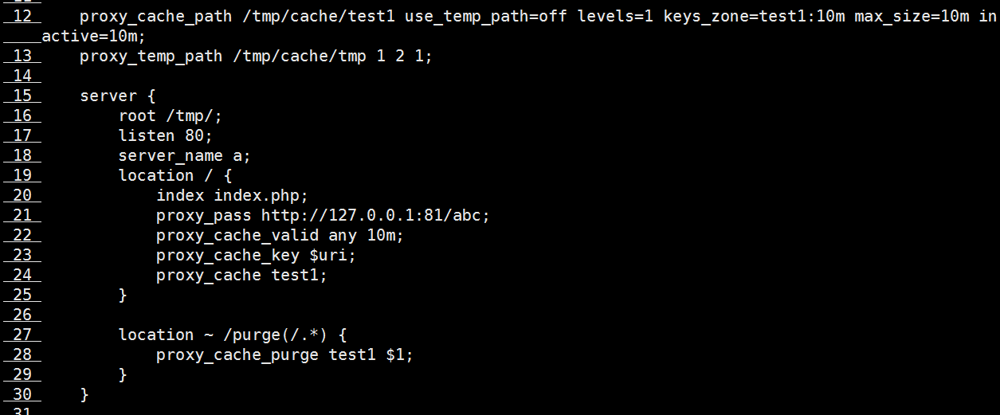 12    proxy_cache_path /tmp/cache/test1 use_temp_path=off levels=1 keys_zone=test1:10m max_size=10m in
active=10m;
13    proxy_temp_path /tmp/cache/tmp 1 2 1;
14
15    server {
16        root /tmp/;
17        listen 80;
18        server_name a;
19        location / {
20            index index.php;
21            proxy_pass http://127.0.0.1:81/abc;
22            proxy_cache_valid any 10m;
23            proxy_cache_key $uri;
24            proxy_cache test1;
25        }
26
27        location ~ /purge(/.*) {
28            proxy_cache_purge test1 $1;
29        }
30    }
31